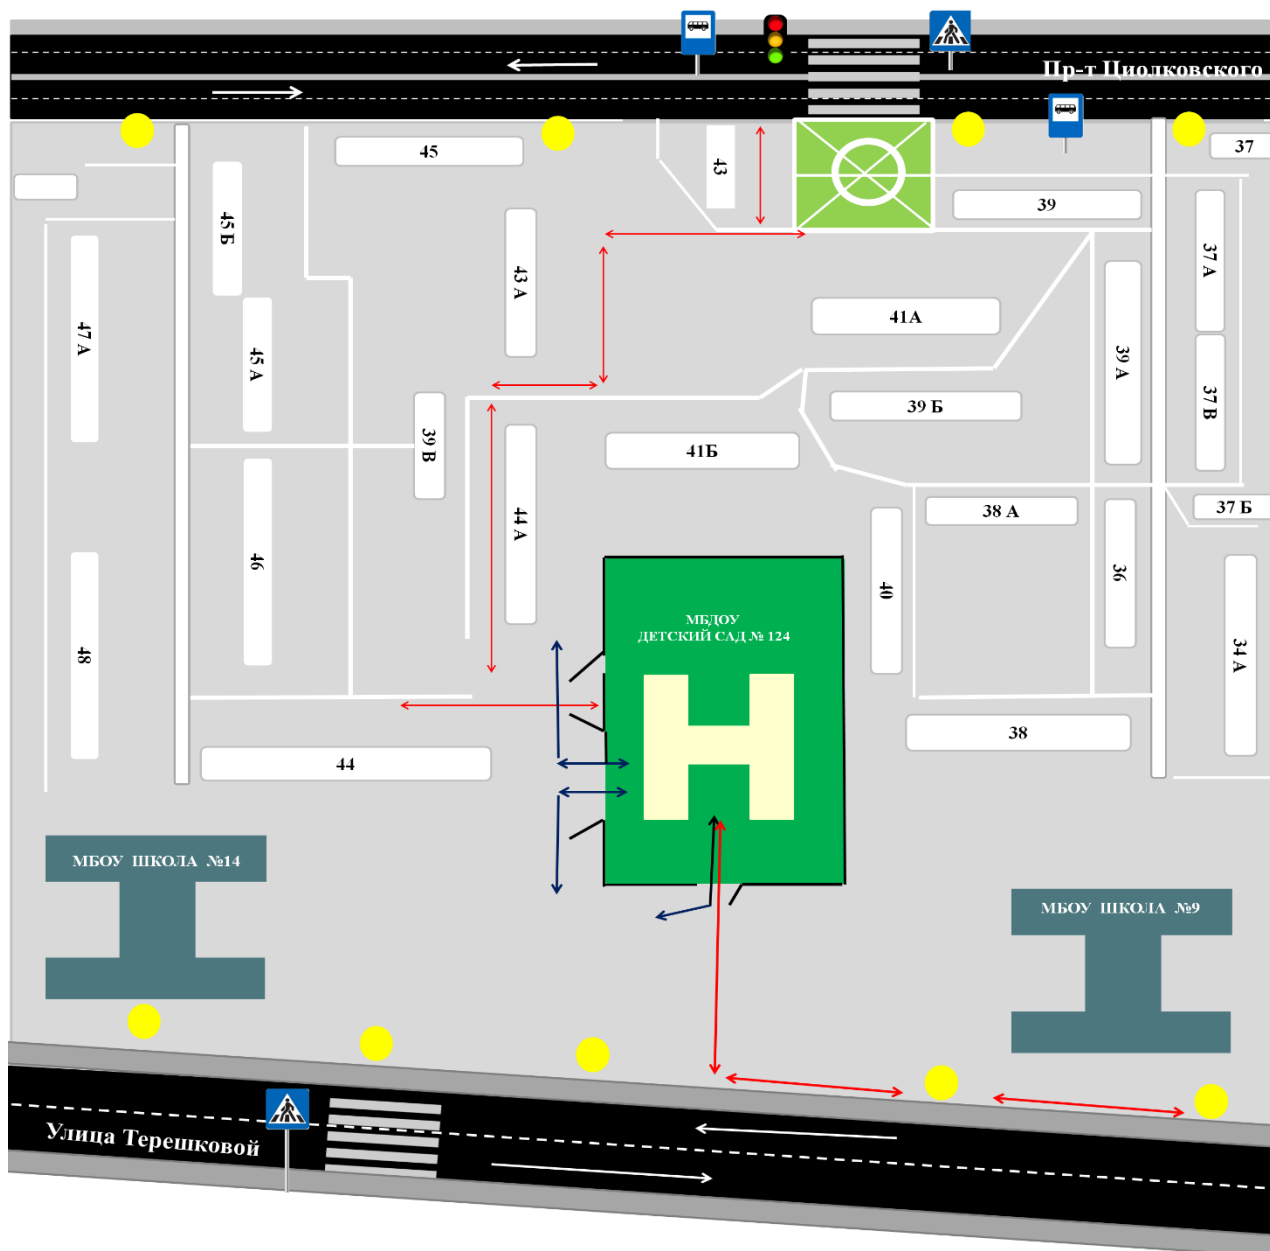 Пр-т Циолковского
45
43
37
39
45 Б
43 А
37 А
41А
47 А
45 А
39 А
37 В
39 Б
39 В
41Б
44 А
38 А
37 Б
46
40
36
МБДОУ
ДЕТСКИЙ САД № 124
48
34 А
38
44
МБОУ ШКОЛА №14
МБОУ ШКОЛА №9
Улица Терешковой